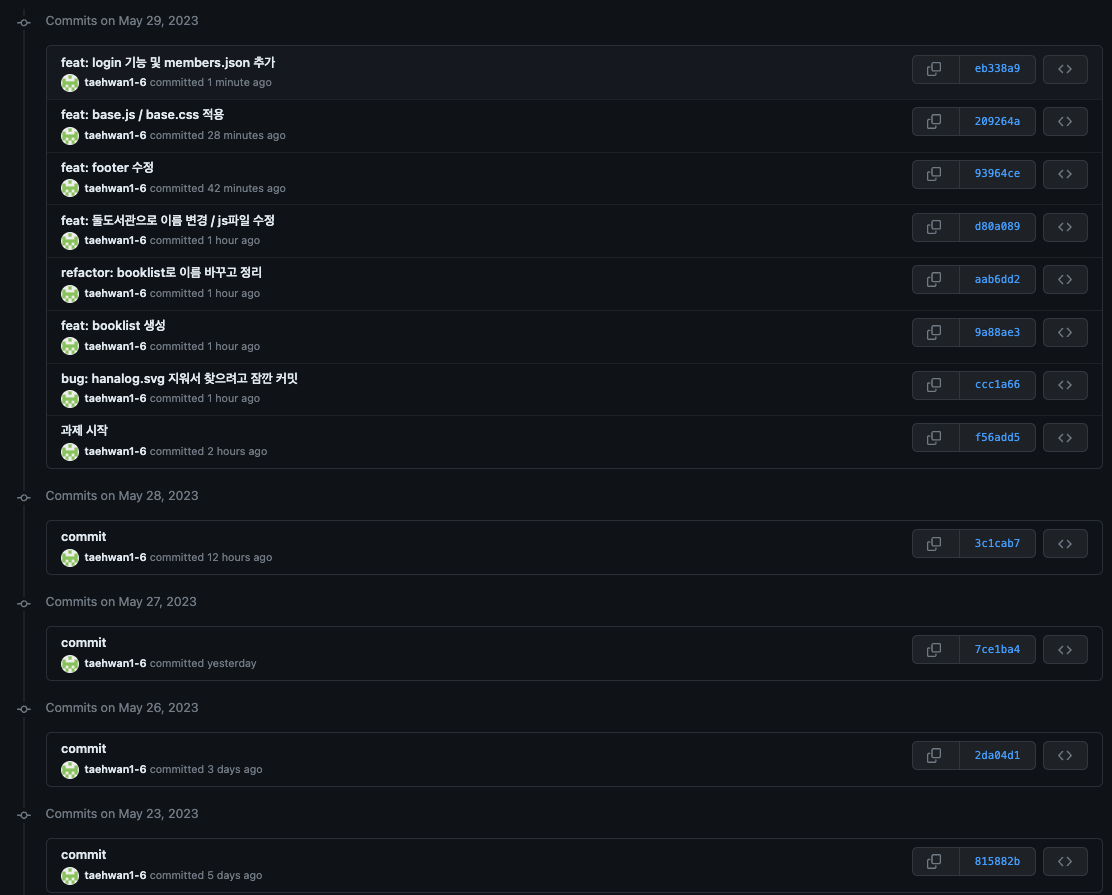 Commits on May 29, 2023
feat: login 기능 및 members.json 추가
taehwan1-6 committed 1 minute ago
eb338a9
feat: base.js / base.css 적용
taehwan1-6 committed 28 minutes ago
209264a
feat: footer 수정
taehwan1-6 committed 42 minutes ago
93964ce
feat: 돌도서관으로 이름 변경 / js파일 수정
taehwan1-6 committed 1 hour ago
d80a089
refactor: booklist로 이름 바꾸고 정리
taehwan1-6 committed 1 hour ago
aab6dd2
feat: booklist 생성
taehwan1-6 committed 1 hour ago
9a88ae3
bug: hanalog.svg 지워서 찾으려고 잠깐 커밋
taehwan1-6 committed 1 hour ago
ccc1a66
과제 시작
taehwan1-6 committed 2 hours ago
f56add5
Commits on May 28, 2023
commit
taehwan1-6 committed 12 hours ago
3c1cab7
Commits on May 27, 2023
commit
taehwan1-6 committed yesterday
7ce1ba4
Commits on May 26, 2023
commit
taehwan1-6 committed 3 days ago
2da04d1
Commits on May 23, 2023
commit
taehwan1-6 committed 5 days ago
815882b